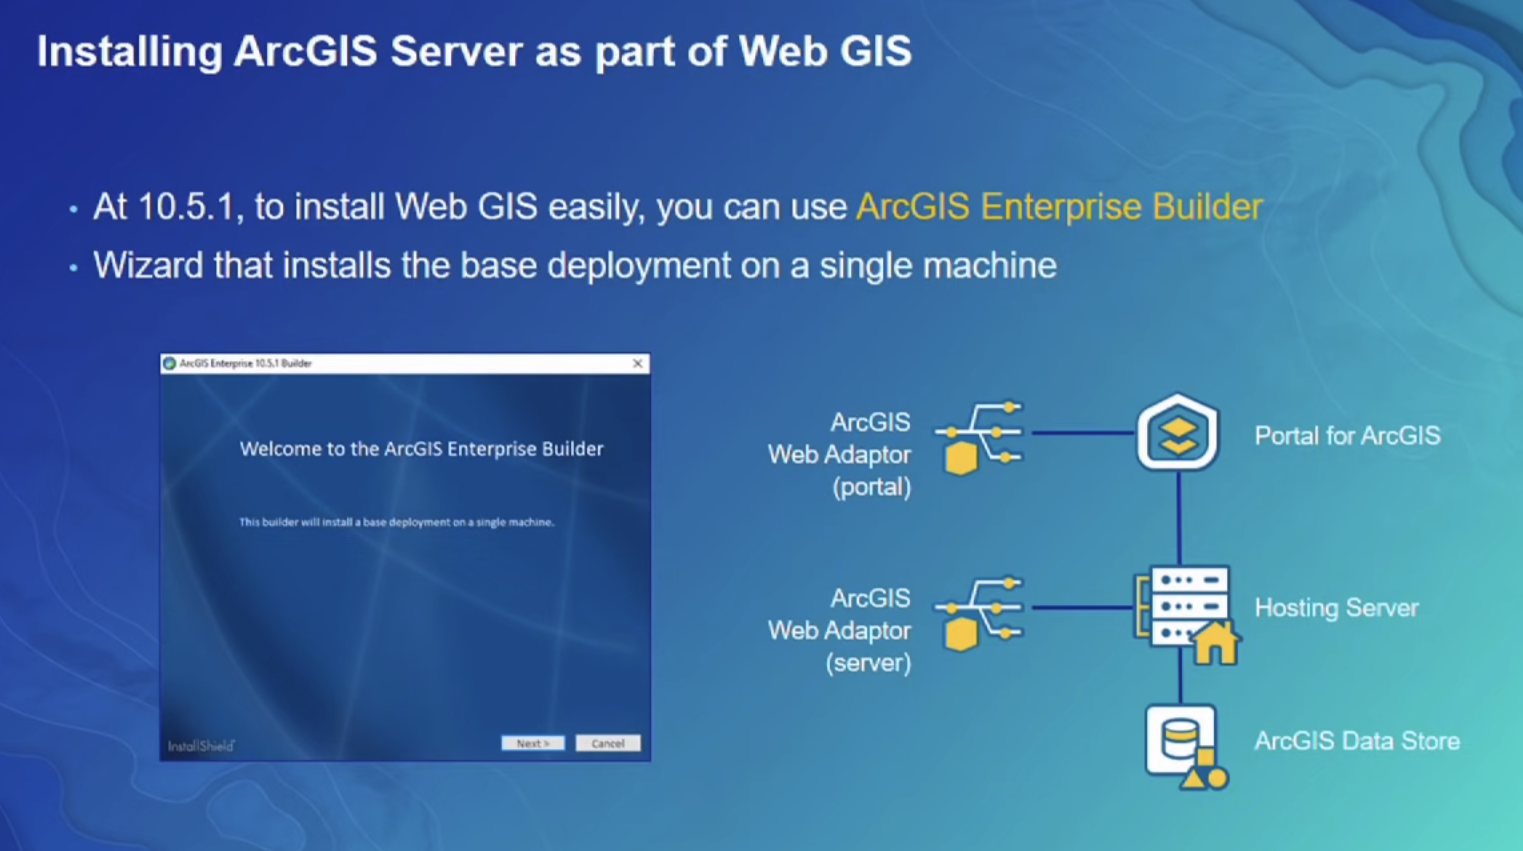 Installing ArcGIS Server as part of Web GIS
• At 10.5.1, to install Web GIS easily, you can use ArcGIS Enterprise Builder
• Wizard that installs the base deployment on a single machine
ArcGIS Enterprise 10.5.1 Builder
Welcome to the ArcGIS Enterprise Builder
This builder will install a base deployment on a single machine.
InstallShield
Next >
Cancel
ArcGIS
Web Adaptor
(portal)
Portal for ArcGIS
ArcGIS
Web Adaptor
(server)
Hosting Server
ArcGIS Data Store